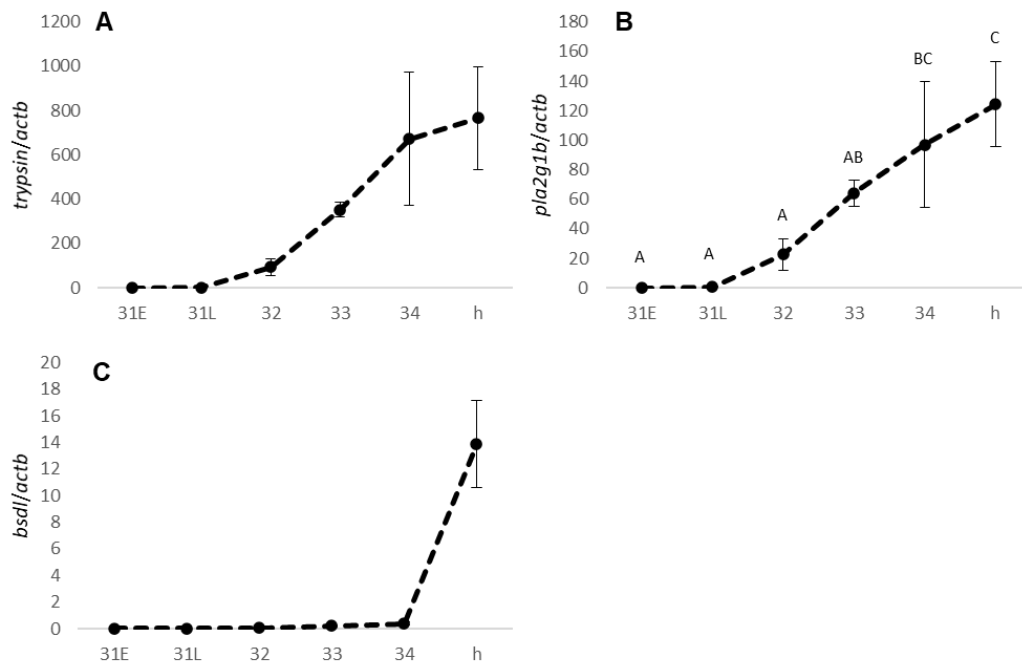 A
trypsin/actb
1200
1000
800
600
400
200
0
31E 31L 32 33 34 h
B
pla2g1b/actb
180
160
140
120
100
80
60
40
20
0
A A A AB BC C
31E 31L 32 33 34 h
C
bsdl/actb
20
18
16
14
12
10
8
6
4
2
0
31E 31L 32 33 34 h